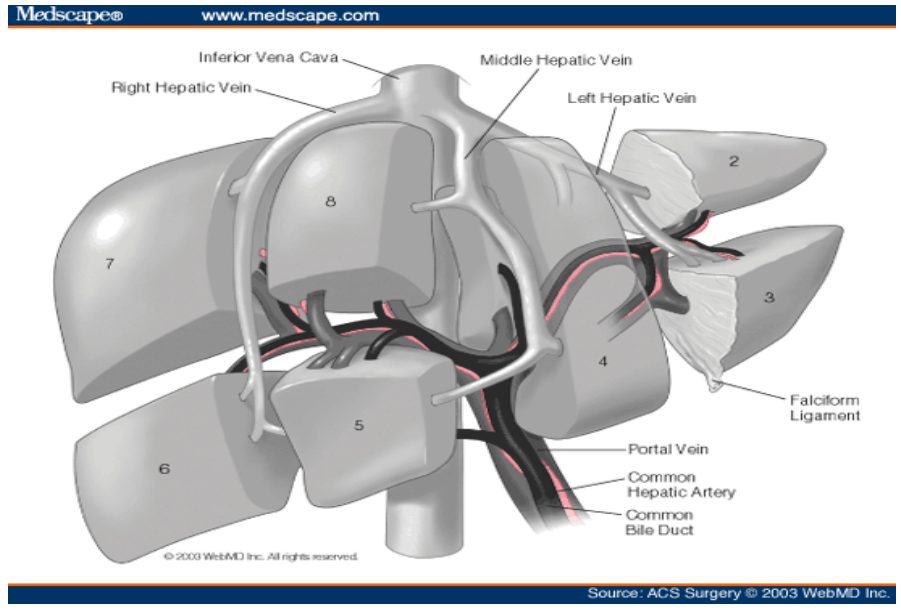 Medscape® www.medscape.com
Inferior Vena Cava
Middle Hepatic Vein
Right Hepatic Vein
Left Hepatic Vein
2
8
7
3
4
Falciform
Ligament
5
6
Portal Vein
Common
Hepatic Artery
Common
Bile Duct
© 2003 WebMD Inc. All rights reserved.
Source: ACS Surgery © 2003 WebMD Inc.